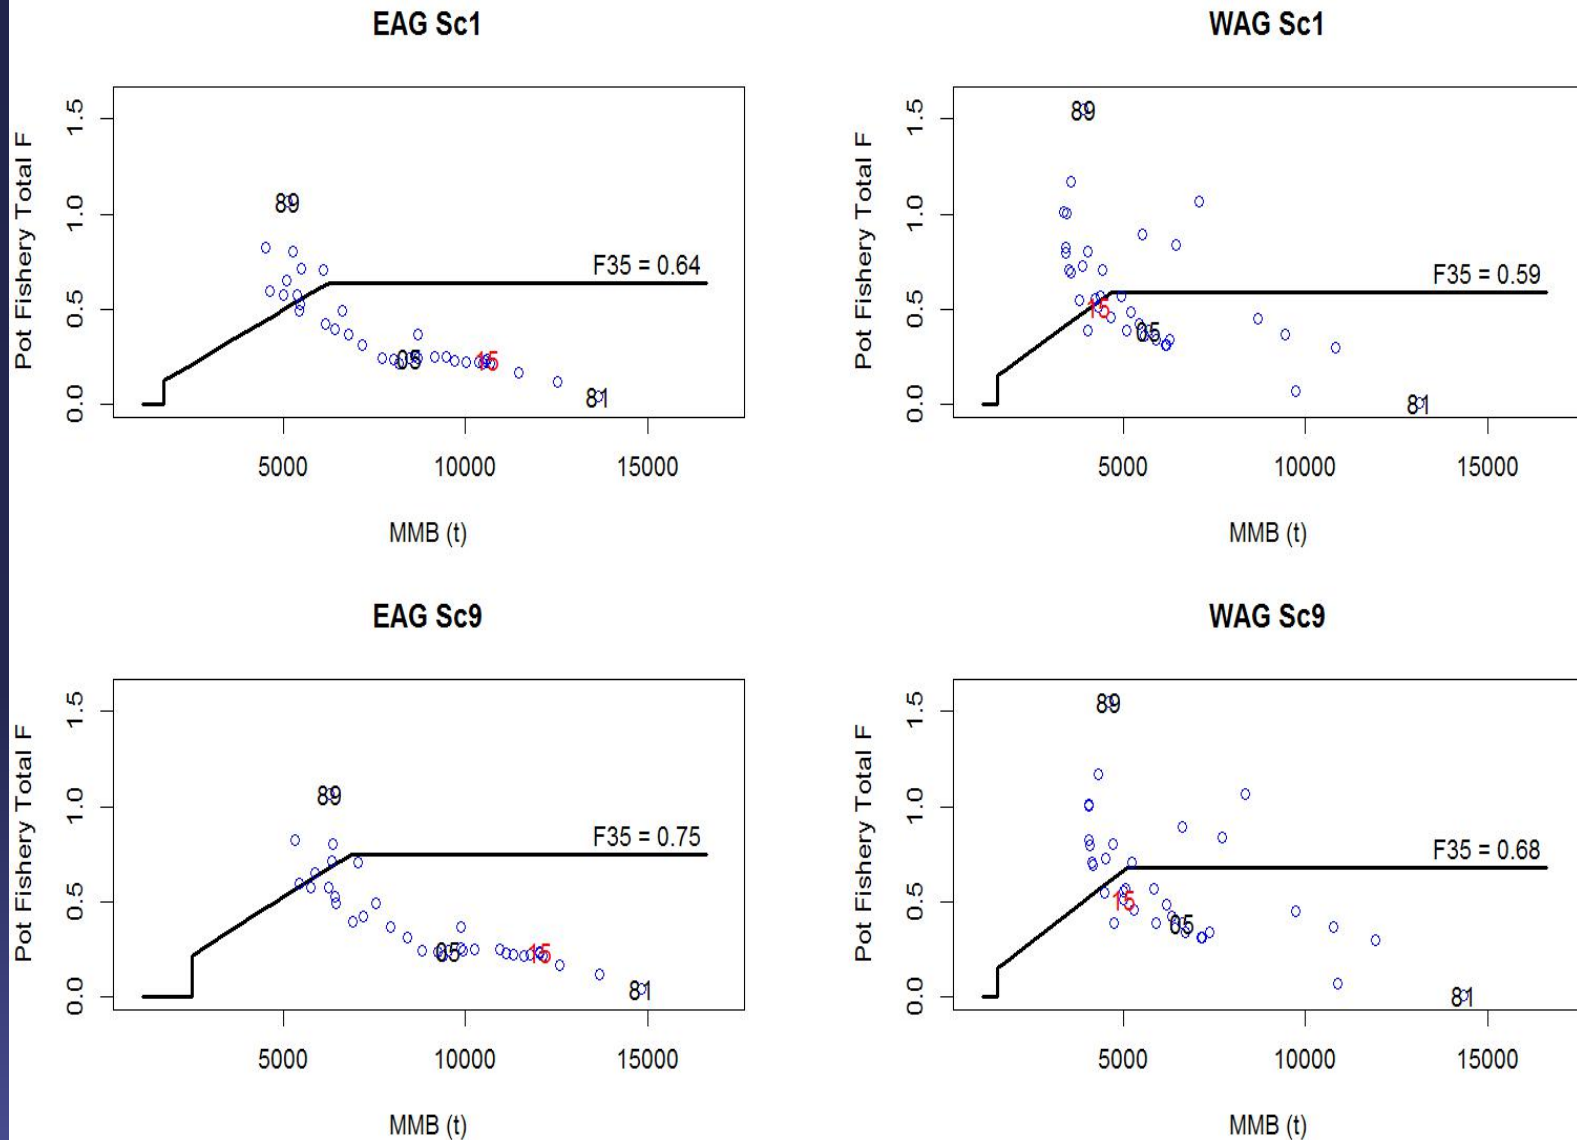 EAG Sc1
WAG Sc1
Pot Fishery Total F
0.0 0.5 1.0 1.5
89
F35 = 0.64
05
15
81
5000 10000 15000
MMB (t)
Pot Fishery Total F
0.0 0.5 1.0 1.5
89
F35 = 0.59
15
05
81
5000 10000 15000
MMB (t)
EAG Sc9
WAG Sc9
Pot Fishery Total F
0.0 0.5 1.0 1.5
89
F35 = 0.75
05
15
81
5000 10000 15000
MMB (t)
Pot Fishery Total F
0.0 0.5 1.0 1.5
89
F35 = 0.68
15
05
81
5000 10000 15000
MMB (t)